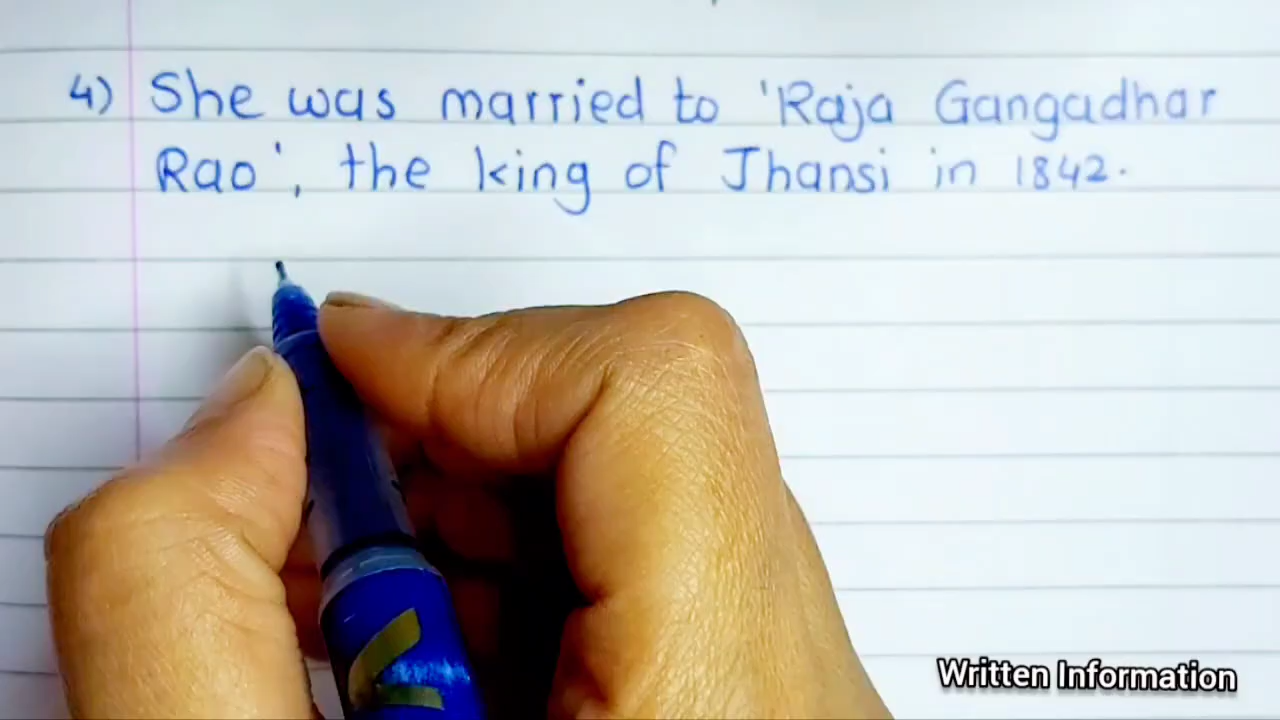 4) She was married to 'Raja Gangadhar
Rao', the king of Jhansi in 1842.
Written Information